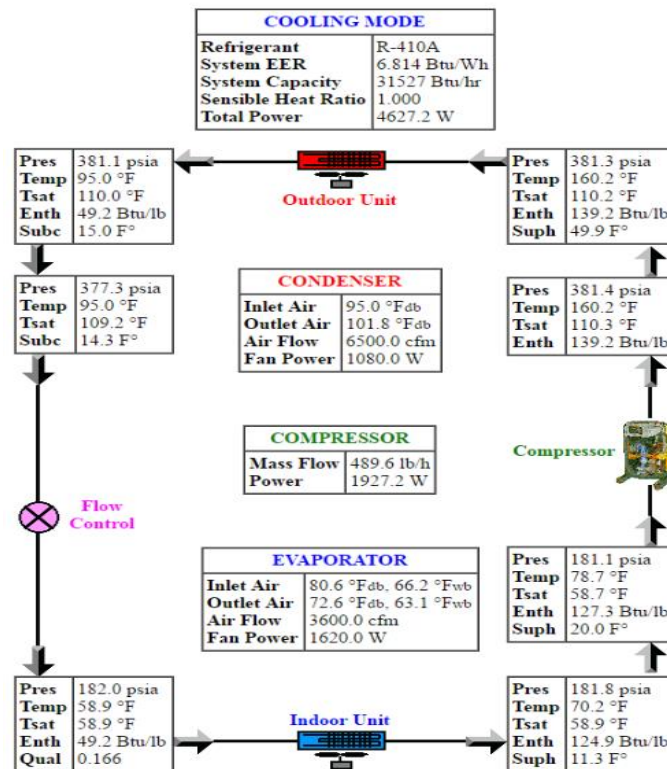 COOLING MODE
Refrigerant R-410A
System EER 6.814 Btu/Wh
System Capacity 31527 Btu/hr
Sensible Heat Ratio 1.000
Total Power 4627.2 W
Pres 381.1 psia
Temp 95.0 °F
Tsat 110.0 °F
Enth 49.2 Btu/lb
Subc 15.0 F°
Outdoor Unit
Pres 381.3 psia
Temp 160.2 °F
Tsat 110.2 °F
Enth 139.2 Btu/lb
Suph 49.9 F°
Pres 377.3 psia
Temp 95.0 °F
Tsat 109.2 °F
Subc 14.3 F°
CONDENSER
Inlet Air 95.0 °Fdb
Outlet Air 101.8 °Fdb
Air Flow 6500.0 cfm
Fan Power 1080.0 W
Pres 381.4 psia
Temp 160.2 °F
Tsat 110.3 °F
Enth 139.2 Btu/lb
COMPRESSOR
Mass Flow 489.6 lb/h
Power 1927.2 W
Compressor
Flow
Control
EVAPORATOR
Inlet Air 80.6 °Fdb, 66.2 °Fwb
Outlet Air 72.6 °Fdb, 63.1 °Fwb
Air Flow 3600.0 cfm
Fan Power 1620.0 W
Pres 181.1 psia
Temp 78.7 °F
Tsat 58.7 °F
Enth 127.3 Btu/lb
Suph 20.0 F°
Pres 182.0 psia
Temp 58.9 °F
Tsat 58.9 °F
Enth 49.2 Btu/lb
Qual 0.166
Indoor Unit
Pres 181.8 psia
Temp 70.2 °F
Tsat 58.9 °F
Enth 124.9 Btu/lb
Suph 11.3 F°